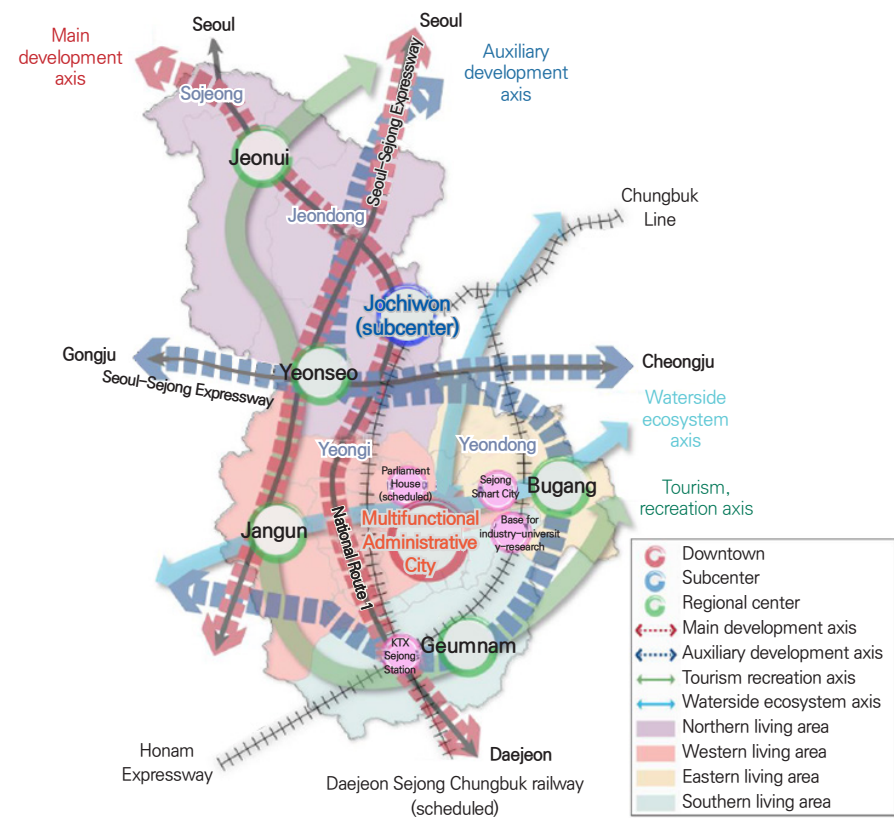 Seoul
Seoul
Main
development
axis
Auxiliary
development
axis
Sojeong
Seoul-Sejong Expressway
Jeonui
Jeondong
Chungbuk
Line
Jochiwon
(subcenter)
Gongju
Seoul-Sejong Expressway
Yeonseo
Cheongju
Waterside
ecosystem
axis
Yeongi
Yeondong
Parliament
House
(scheduled)
Sejong
Smart City
Bugang
Tourism,
recreation axis
Jangun
Multifunctional
Administrative
City
Base for
industry-universit
y-research
National Route 1
KTX
Sejong
Station
Geumnam
Honam
Expressway
Daejeon
Daejeon Sejong Chungbuk railway
(scheduled)
Downtown
Subcenter
Regional center
Main development axis
Auxiliary development axis
Tourism recreation axis
Waterside ecosystem axis
Northern living area
Western living area
Eastern living area
Southern living area